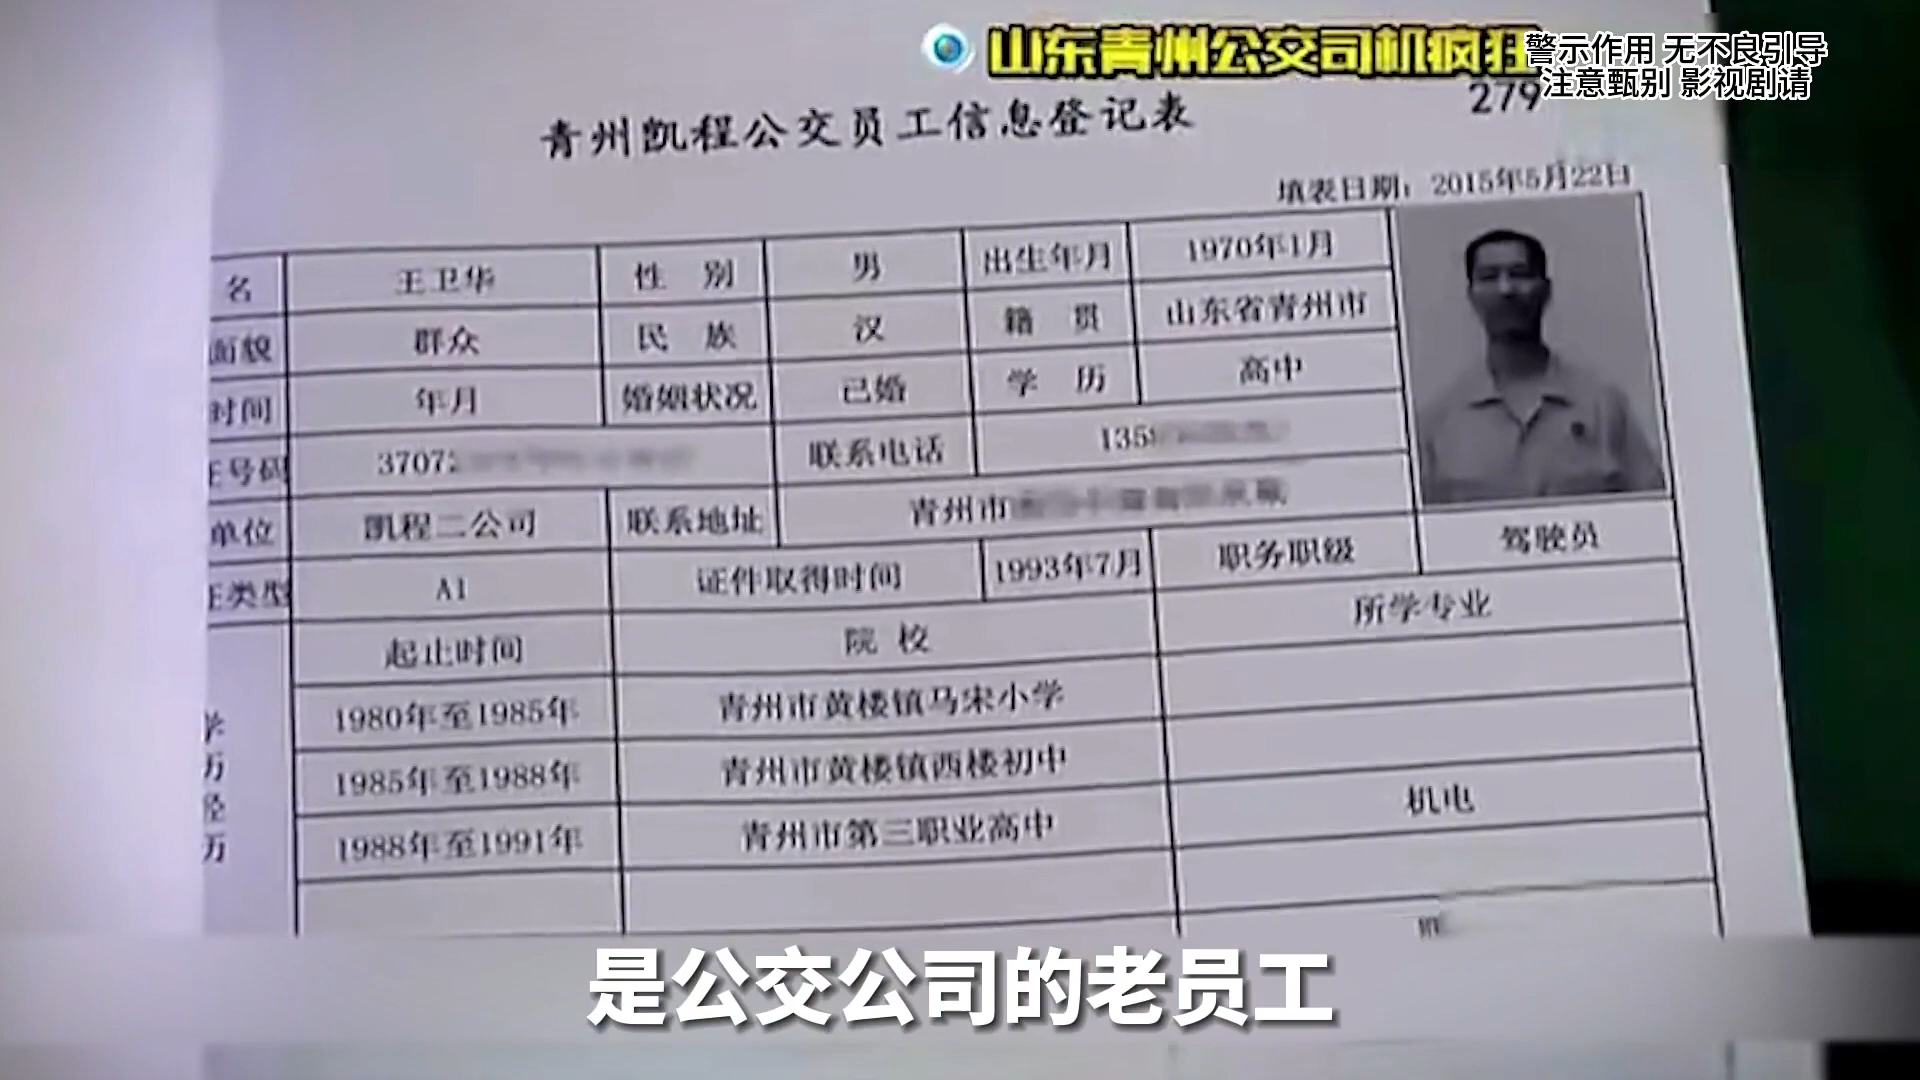 山东青州公交司机疯狂
警示作用 无不良引导
注意甄别 影视剧请
279
青州凯程公交员工信息登记表
填表日期：2015年5月22日
名 王卫华 性 别 男 出生年月 1970年1月
面貌 群众 民 族 汉 籍 贯 山东省青州市
时间 年月 婚姻状况 已婚 学 历 高中
号码 3707 联系电话 135 
单位 凯程二公司 联系地址 青州市
类型 A1 证件取得时间 1993年7月 职务职级 驾驶员
起止时间 院 校 所学专业
学历经历
1980年至1985年 青州市黄楼镇马宋小学
1985年至1988年 青州市黄楼镇西楼初中
1988年至1991年 青州市第三职业高中 机电
是公交公司的老员工